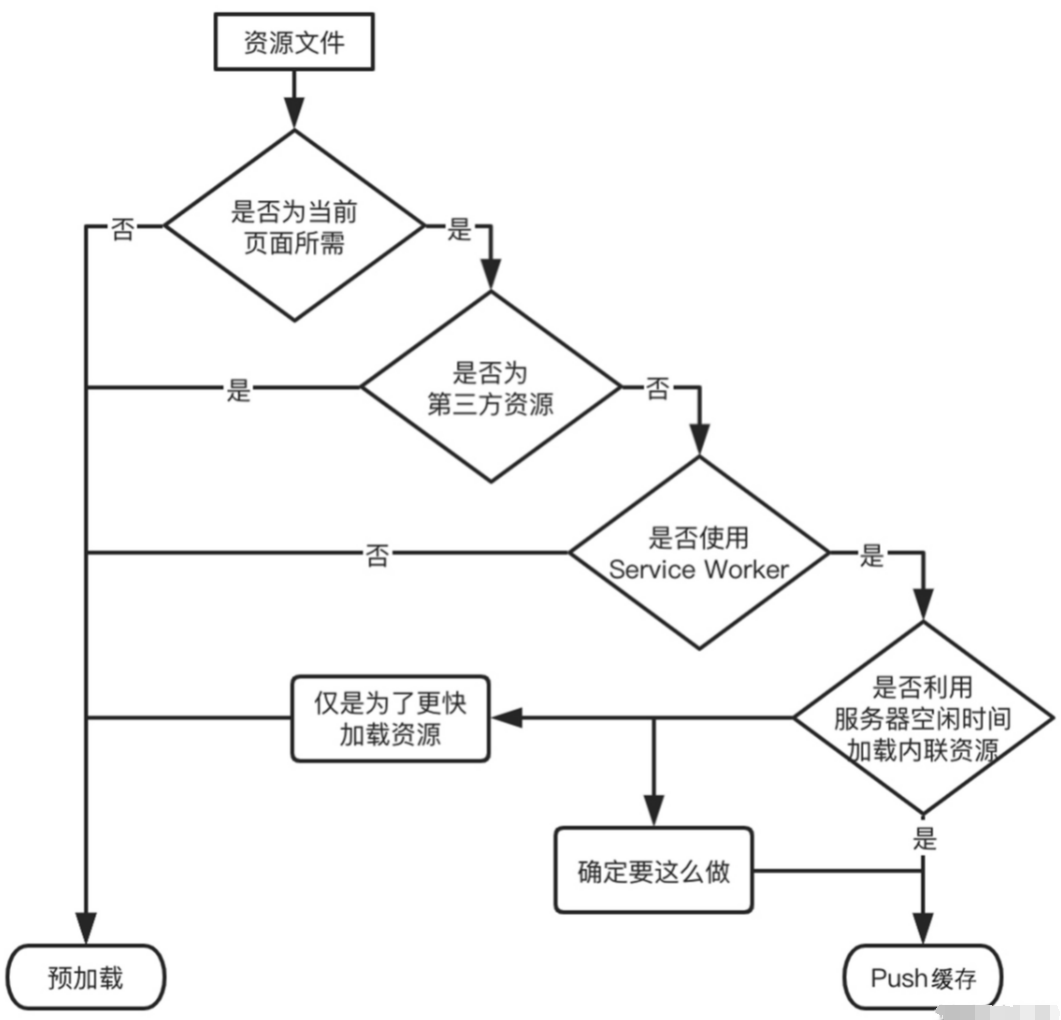 资源文件
是否为当前
页面所需
否
是
是否为
第三方资源
是
否
是否使用
Service Worker
否
是
是否利用
服务器空闲时间
加载内联资源
仅是为了更快
加载资源
是
确定要这么做
预加载
Push缓存